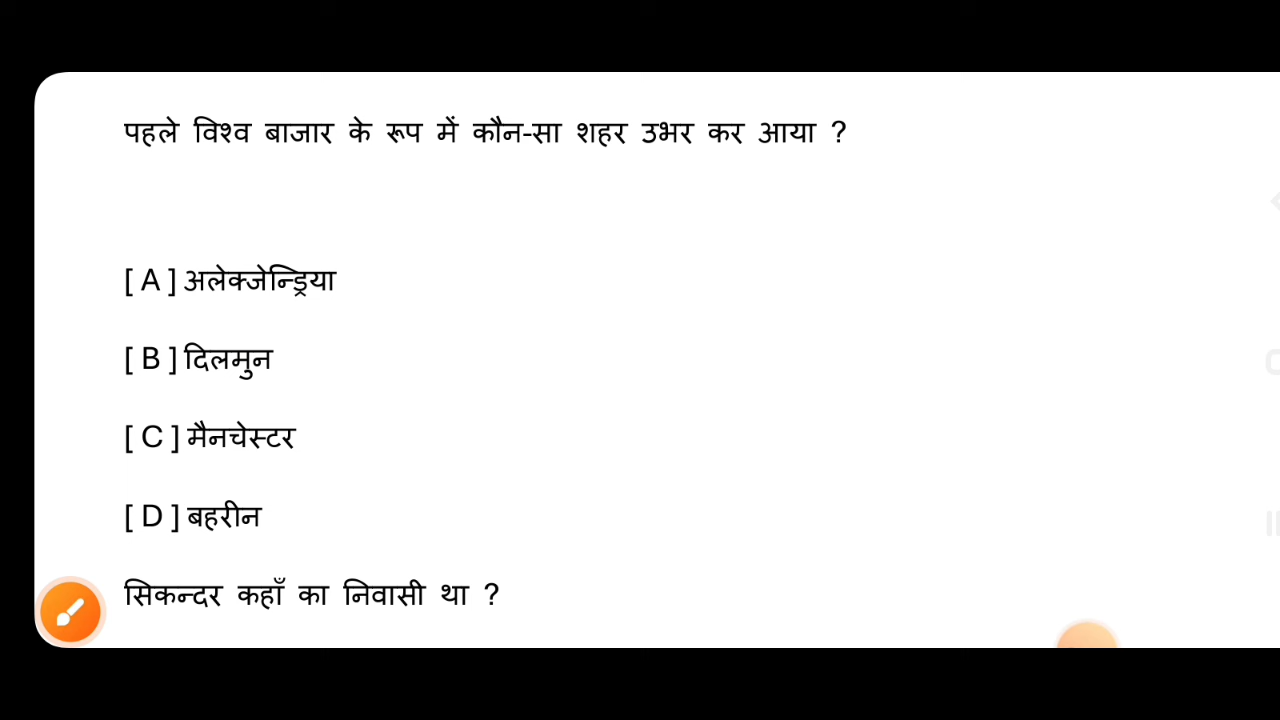 पहले विश्व बाजार के रूप में कौन-सा शहर उभर कर आया ?
[ A ] अलेक्जेन्ड्रिया
[ B ] दिलमुन
[ C ] मैनचेस्टर
[ D ] बहरीन
सिकन्दर कहाँ का निवासी था ?